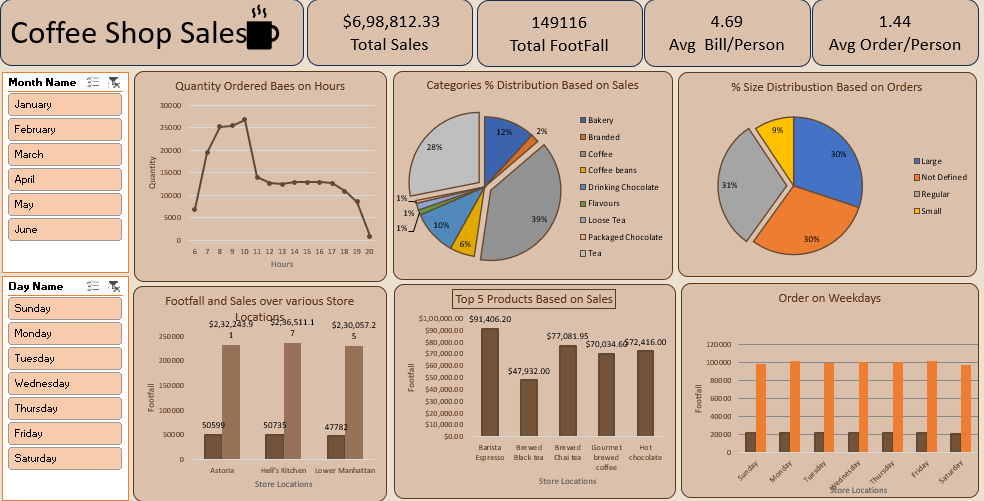 Coffee Shop Sales
$6,98,812.33
Total Sales
149116
Total FootFall
4.69
Avg Bill/Person
1.44
Avg Order/Person
Month Name
January
February
March
April
May
June
Day Name
Sunday
Monday
Tuesday
Wednesday
Thursday
Friday
Saturday
Quantity Ordered Baes on Hours
30000
25000
20000
15000
10000
5000
0
Quantity
6 7 8 9 10 11 12 13 14 15 16 17 18 19 20
Hours
Categories % Distribution Based on Sales
12%
2%
39%
6%
10%
1%
1%
1%
28%
Bakery
Branded
Coffee
Coffee beans
Drinking Chocolate
Flavours
Loose Tea
Packaged Chocolate
Tea
% Size Distribustion Based on Orders
30%
30%
31%
9%
Large
Not Defined
Regular
Small
Footfall and Sales over various Store
Locations
$2,32,243.9
1
$2,36,511.1
7
$2,30,057.2
5
250000
200000
150000
100000
50000
0
Footfall
50599
50735
47782
Astoria Hell's Kitchen Lower Manhattan
Store Locations
Top 5 Products Based on Sales
$1,00,000.00
$90,000.00
$80,000.00
$70,000.00
$60,000.00
$50,000.00
$40,000.00
$30,000.00
$20,000.00
$10,000.00
$0.00
Footfall
$91,406.20
$47,932.00
$77,081.95
$70,034.60
$72,416.00
Barista
Espresso
Brewed
Black tea
Brewed
Chai tea
Gourmet
brewed
coffee
Hot
chocolate
Store Locations
Order on Weekdays
120000
100000
80000
60000
40000
20000
0
Footfall
Sunday
Monday
Tuesday
Wednesday
Thursday
Friday
Saturday
Store Locations